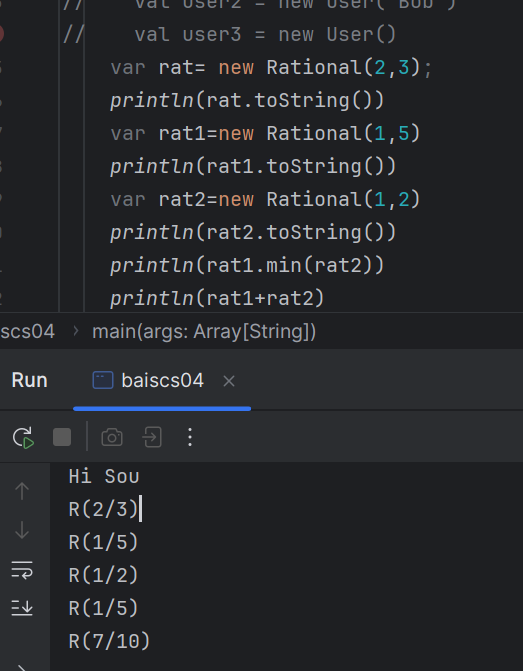 //    val user2 = new User("Bob")
//    val user3 = new User()
var rat= new Rational(2,3);
println(rat.toString())
var rat1=new Rational(1,5)
println(rat1.toString())
var rat2=new Rational(1,2)
println(rat2.toString())
println(rat1.min(rat2))
println(rat1+rat2)
scs04 > main(args: Array[String])
Run baiscs04 ×
Hi Sou
R(2/3)
R(1/5)
R(1/2)
R(1/5)
R(7/10)